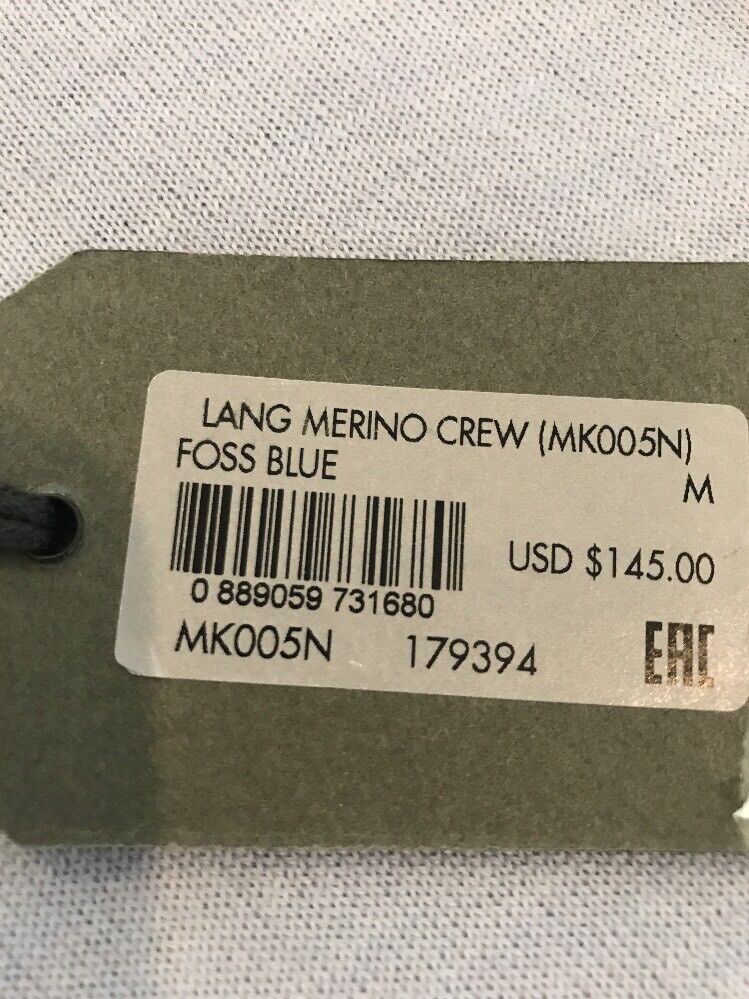 LANG MERINO CREW (MK005N)
FOSS BLUE
M
USD $145.00
0 889059 731680
MK005N 179394
EAC